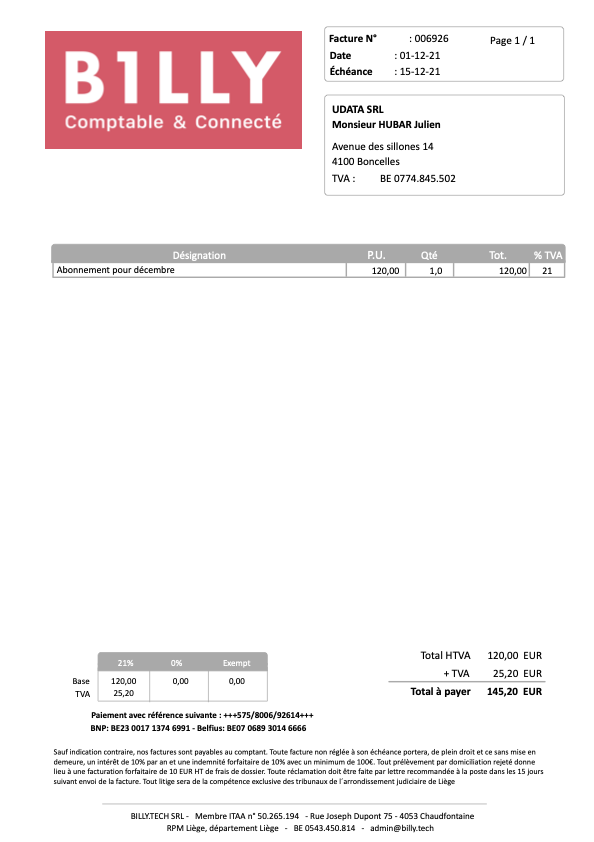 B1LLY
Comptable & Connecté
Facture N° : 006926 Page 1 / 1
Date : 01-12-21
Échéance : 15-12-21
UDATA SRL
Monsieur HUBAR Julien
Avenue des sillones 14
4100 Boncelles
TVA : BE 0774.845.502
Désignation P.U. Qté Tot. % TVA
Abonnement pour décembre 120,00 1,0 120,00 21
21% 0% Exempt
Base 120,00 0,00 0,00
TVA 25,20
Total HTVA 120,00 EUR
+ TVA 25,20 EUR
Total à payer 145,20 EUR
Paiement avec référence suivante : +++575/8006/92614+++
BNP: BE23 0017 1374 6991 - Belfius: BE07 0689 3014 6666
Sauf indication contraire, nos factures sont payables au comptant. Toute facture non réglée à son échéance portera, de plein droit et ce sans mise en
demeure, un intérêt de 10% par an et une indemnité forfaitaire de 10% avec un minimum de 100€. Tout prélèvement par domiciliation rejeté donne
lieu à une facturation forfaitaire de 10 EUR HT de frais de dossier. Toute réclamation doit être faite par lettre recommandée à la poste dans les 15 jours
suivant envoi de la facture. Tout litige sera de la compétence exclusive des tribunaux de l´arrondissement judiciaire de Liège
BILLY.TECH SRL - Membre ITAA n° 50.265.194 - Rue Joseph Dupont 75 - 4053 Chaudfontaine
RPM Liège, département Liège - BE 0543.450.814 - admin@billy.tech